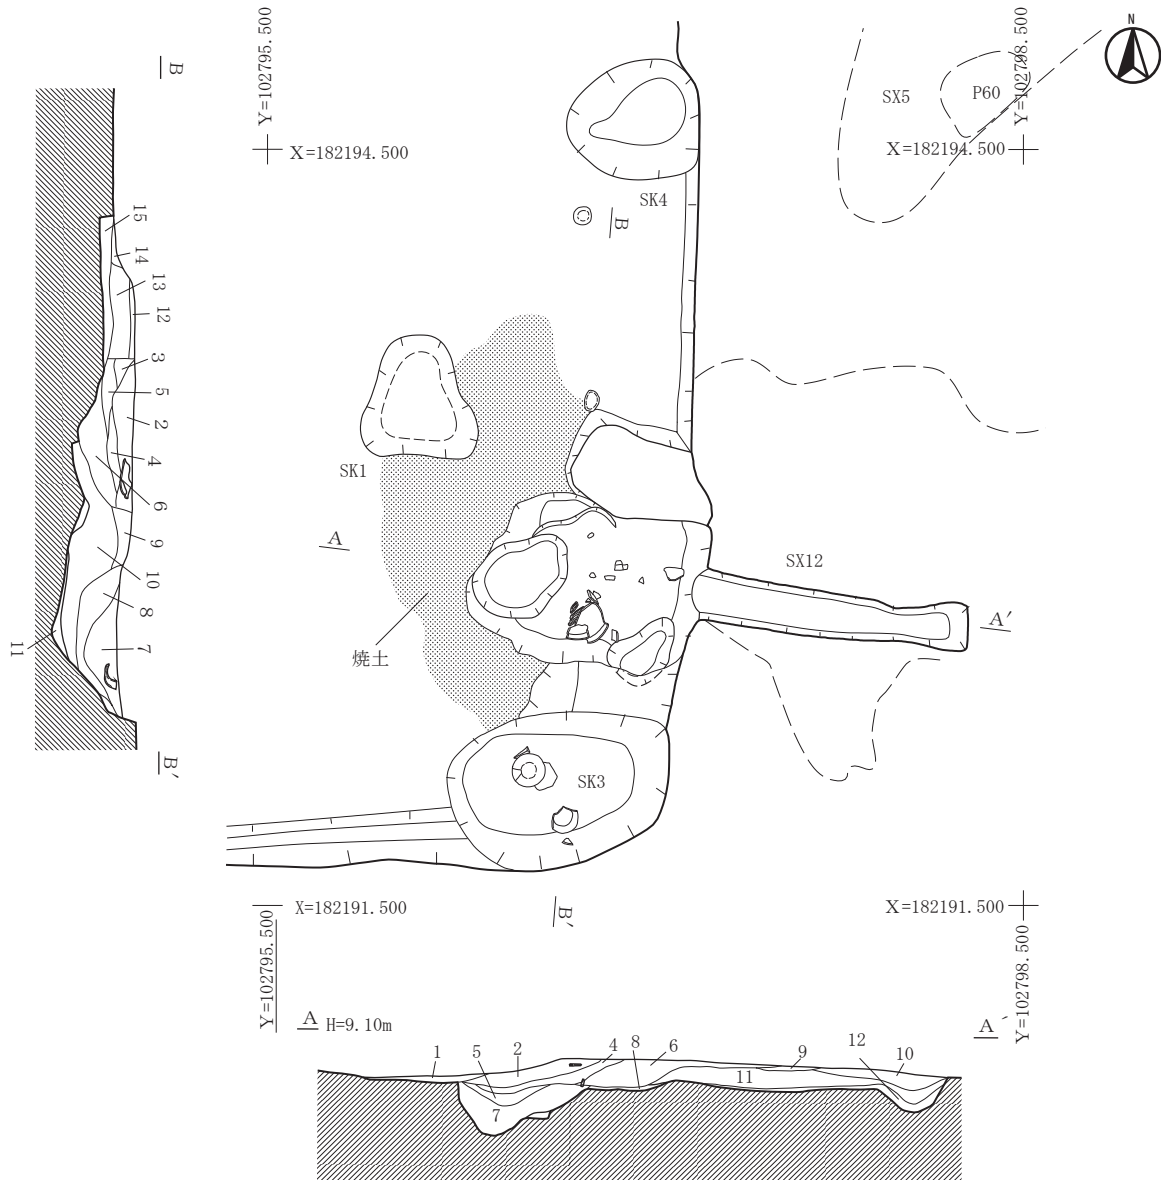 N
Y=102795.500
Y=102798.500
X=182194.500
X=182194.500
SX5
P60
SK4
B
B
15
14
13
12
3
5
2
4
6
9
10
8
7
11
B′
SK1
A
SX12
A′
焼土
SK3
X=182191.500
X=182191.500
B′
Y=102795.500
Y=102798.500
A H=9.10m
A′
1
5
2
4
8
6
9
12
10
11
7